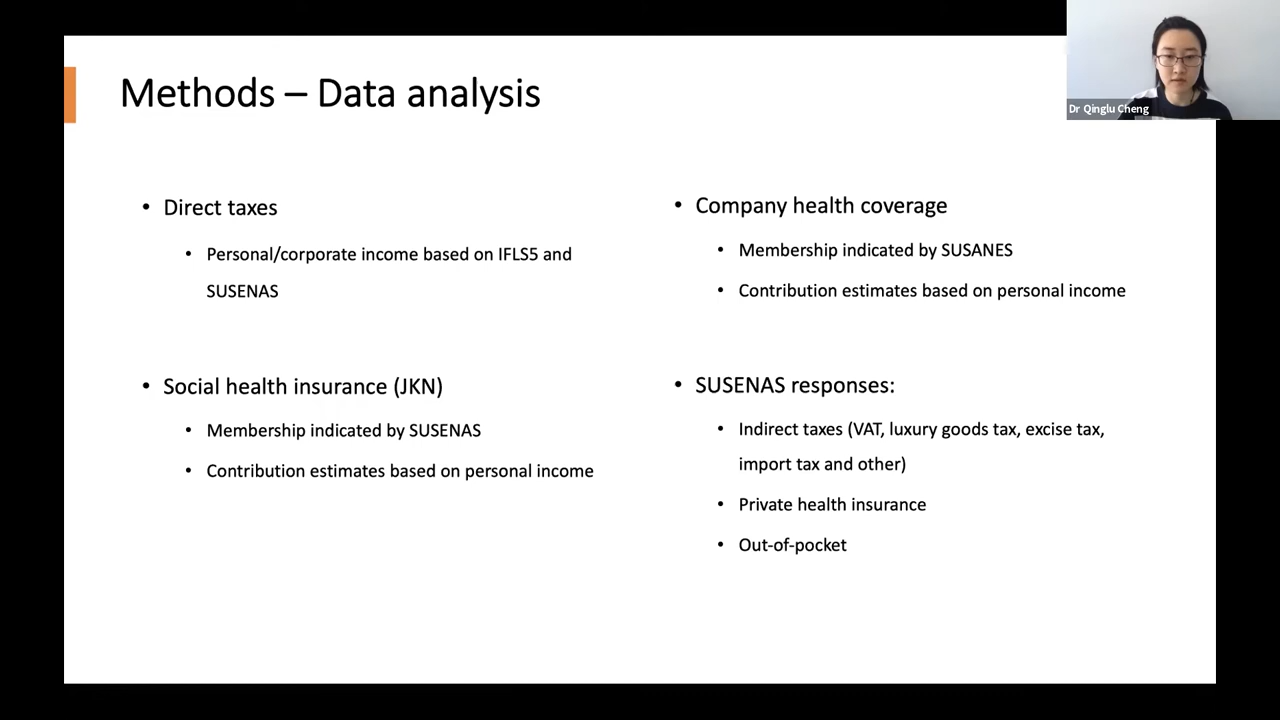 Methods – Data analysis
• Direct taxes
• Personal/corporate income based on IFLS5 and
SUSENAS
• Social health insurance (JKN)
• Membership indicated by SUSENAS
• Contribution estimates based on personal income
• Company health coverage
• Membership indicated by SUSANES
• Contribution estimates based on personal income
• SUSENAS responses:
• Indirect taxes (VAT, luxury goods tax, excise tax,
import tax and other)
• Private health insurance
• Out-of-pocket
Dr Qinglu Cheng